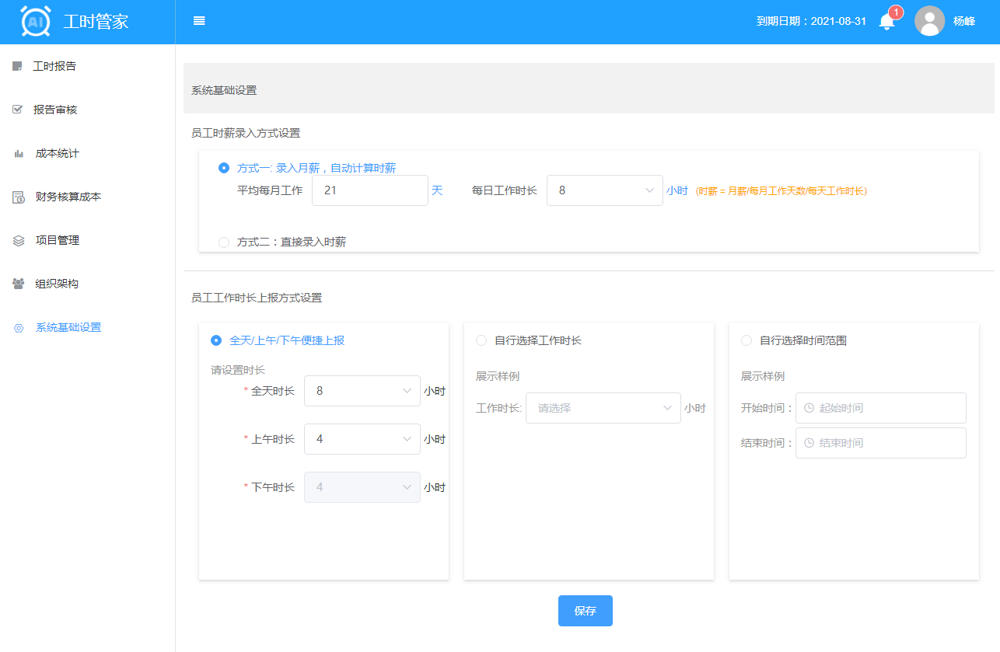 AI 工时管家
到期日期：2021-08-31 1 杨峰
工时报告
报告审核
成本统计
财务核算成本
项目管理
组织架构
系统基础设置
系统基础设置
员工时薪录入方式设置
方式一: 录入月薪，自动计算时薪
平均每月工作 21 天 每日工作时长 8 小时 (时薪 = 月薪/每月工作天数/每天工作时长)
方式二：直接录入时薪
员工工作时长上报方式设置
全天/上午/下午便捷上报
请设置时长
* 全天时长 8 小时
* 上午时长 4 小时
* 下午时长 4 小时
自行选择工作时长
展示样例
工作时长: 请选择 小时
自行选择时间范围
展示样例
开始时间： 起始时间
结束时间： 结束时间
保存